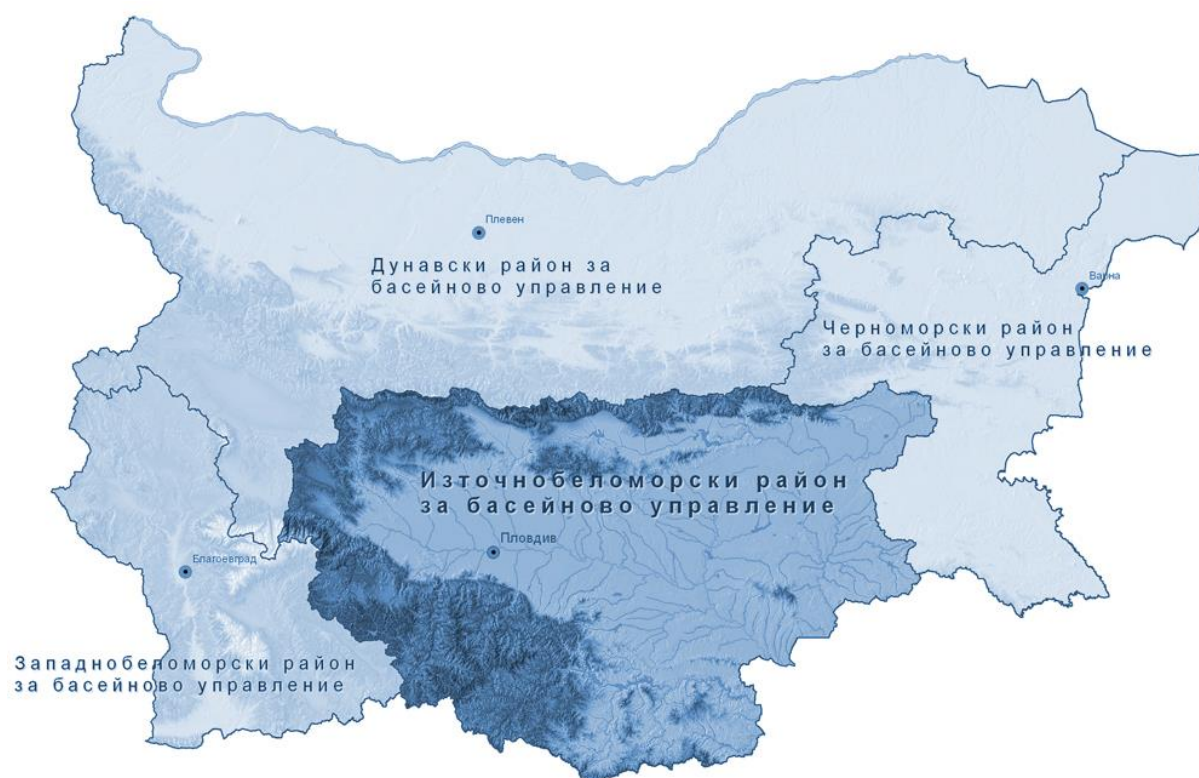 Плевен
Дунавски район за
басейново управление
Варна
Черноморски район
за басейново управление
Източнобеломорски район
за басейново управление
Пловдив
Благоевград
Западнобеломорски район
за басейново управление